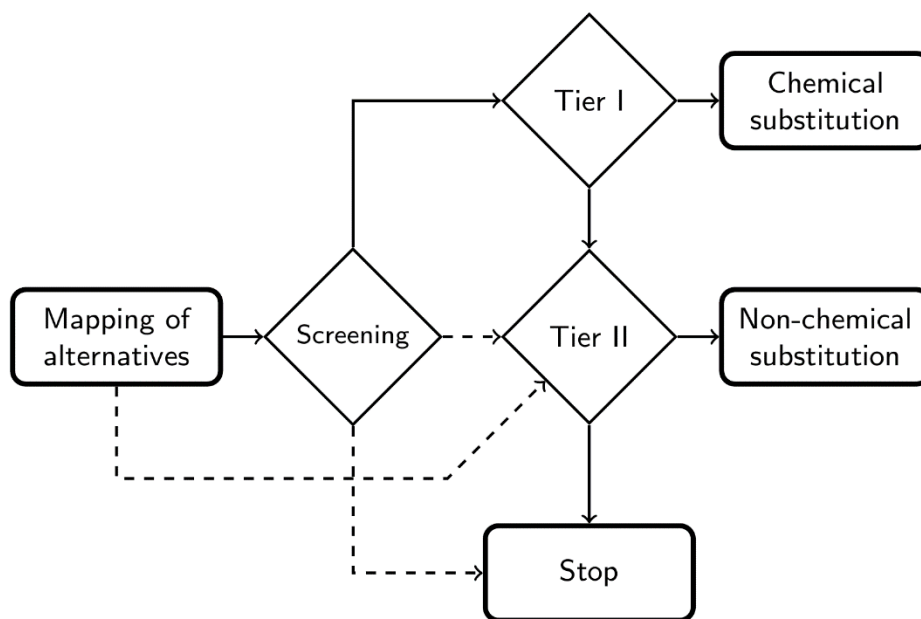 Tier I
Chemical
substitution
Mapping of
alternatives
Screening
Tier II
Non-chemical
substitution
Stop